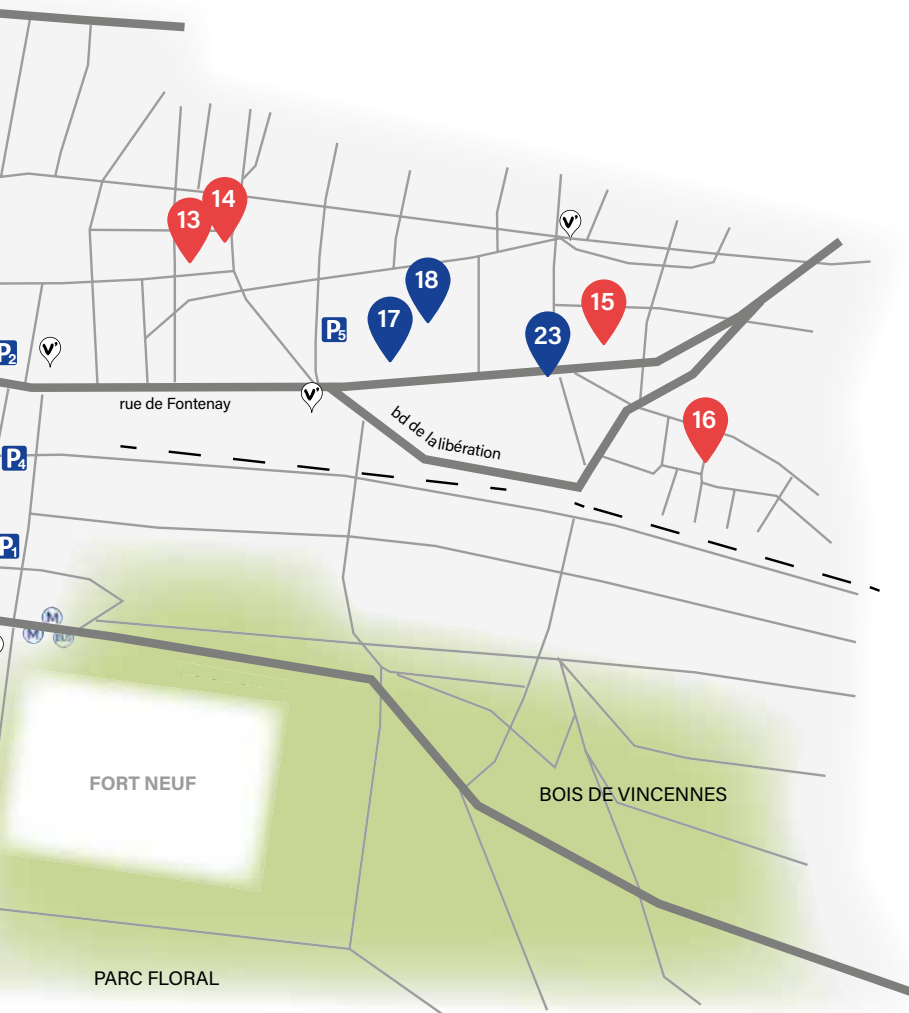 14
13
V'
18
15
17
P5
23
P2
V'
V'
rue de Fontenay
bd de la libération
16
P4
P1
M
M
BUS
FORT NEUF
BOIS DE VINCENNES
PARC FLORAL